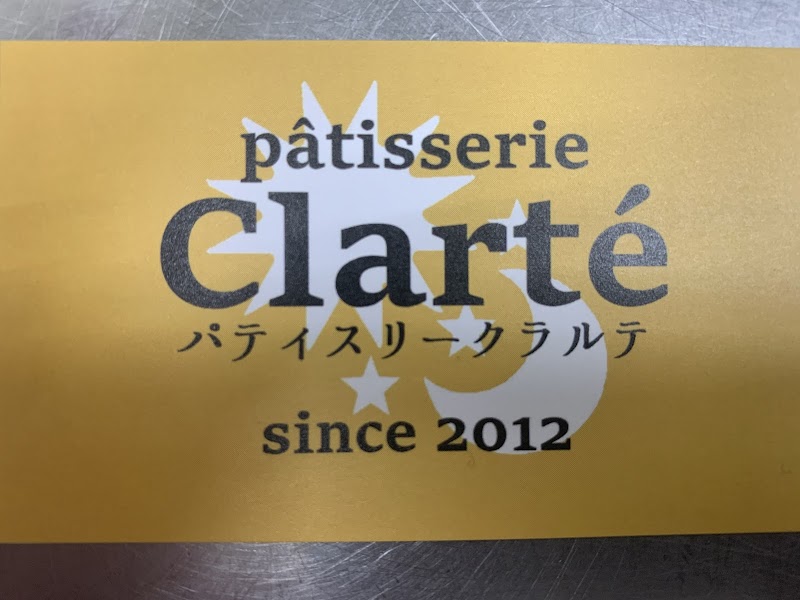 pâtisserie
Clarté
パティスリークラルテ
since 2012